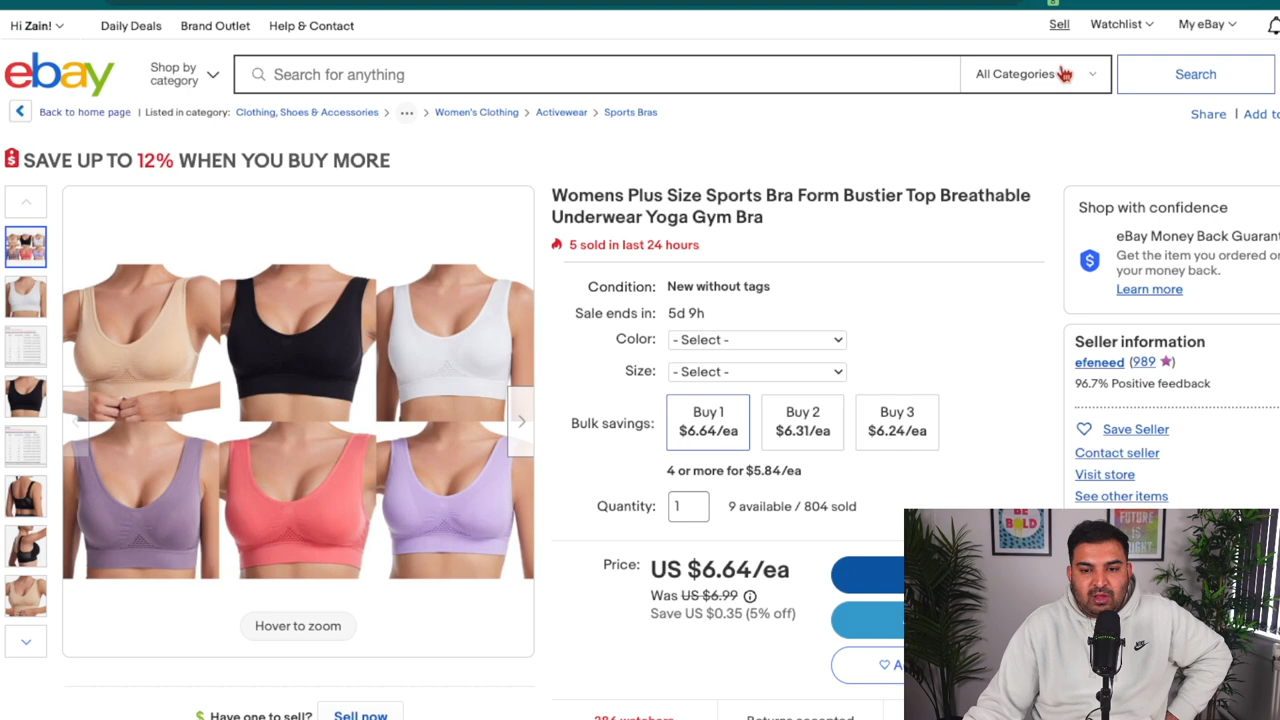 Hi Zain!
Daily Deals
Brand Outlet
Help & Contact
Sell
Watchlist
My eBay
ebay
Shop by
category
Search for anything
All Categories
Search
Back to home page
Listed in category:
Clothing, Shoes & Accessories
...
Women's Clothing
Activewear
Sports Bras
Share
Add to
SAVE UP TO 12% WHEN YOU BUY MORE
Womens Plus Size Sports Bra Form Bustier Top Breathable
Underwear Yoga Gym Bra
5 sold in last 24 hours
Condition: New without tags
Sale ends in: 5d 9h
Color: - Select -
Size: - Select -
Bulk savings:
Buy 1
$6.64/ea
Buy 2
$6.31/ea
Buy 3
$6.24/ea
4 or more for $5.84/ea
Quantity: 1 9 available / 804 sold
Price: US $6.64/ea
Was US $6.99
Save US $0.35 (5% off)
Hover to zoom
$ Have one to sell? Sell now
Shop with confidence
eBay Money Back Guarant
Get the item you ordered o
your money back.
Learn more
Seller information
efeneed (989)
96.7% Positive feedback
Save Seller
Contact seller
Visit store
See other items
BE
BOLD
FUTURE
IS
Returns accepted